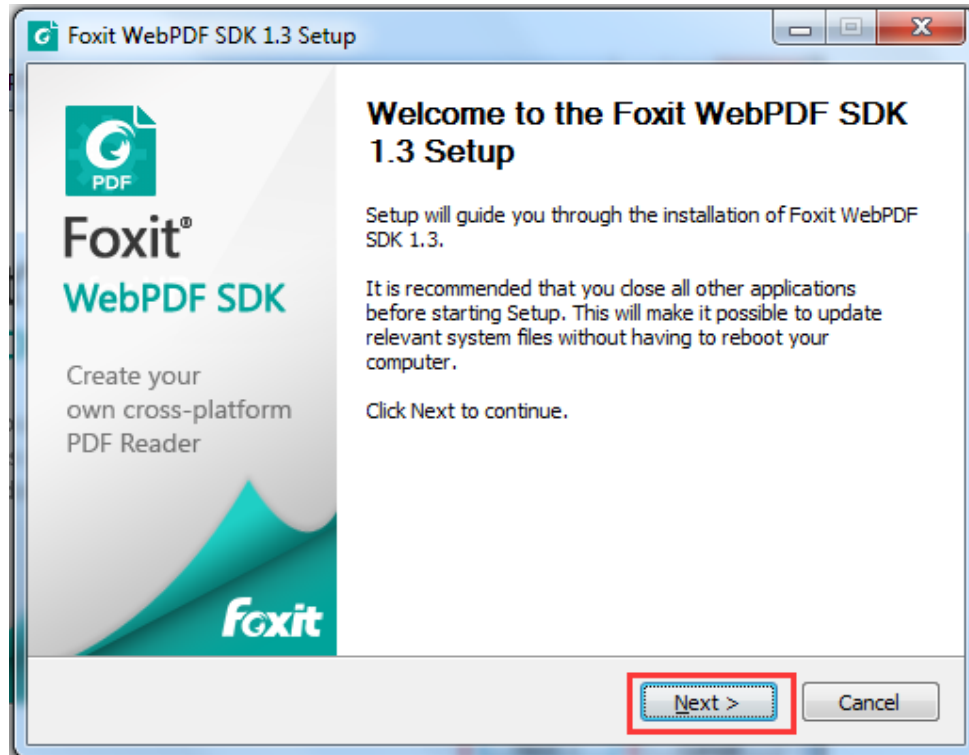 Foxit WebPDF SDK 1.3 Setup
PDF
Foxit®
WebPDF SDK
Create your
own cross-platform
PDF Reader
foxit
Welcome to the Foxit WebPDF SDK
1.3 Setup
Setup will guide you through the installation of Foxit WebPDF
SDK 1.3.
It is recommended that you close all other applications
before starting Setup. This will make it possible to update
relevant system files without having to reboot your
computer.
Click Next to continue.
Next >
Cancel